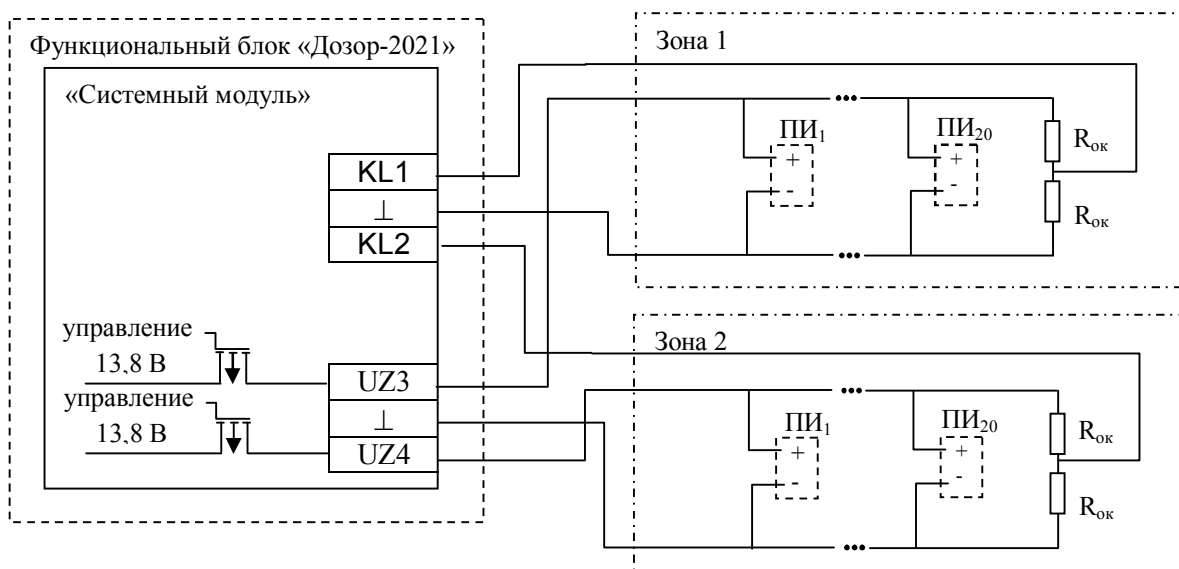 Функциональный блок «Дозор-2021»
«Системный модуль»
KL1
⊥
KL2
управление
13,8 В
управление
13,8 В
UZ3
⊥
UZ4
Зона 1
ПИ1
+
-
•••
ПИ20
+
-
•••
Rок
Rок
Зона 2
ПИ1
+
-
•••
ПИ20
+
-
•••
Rок
Rок